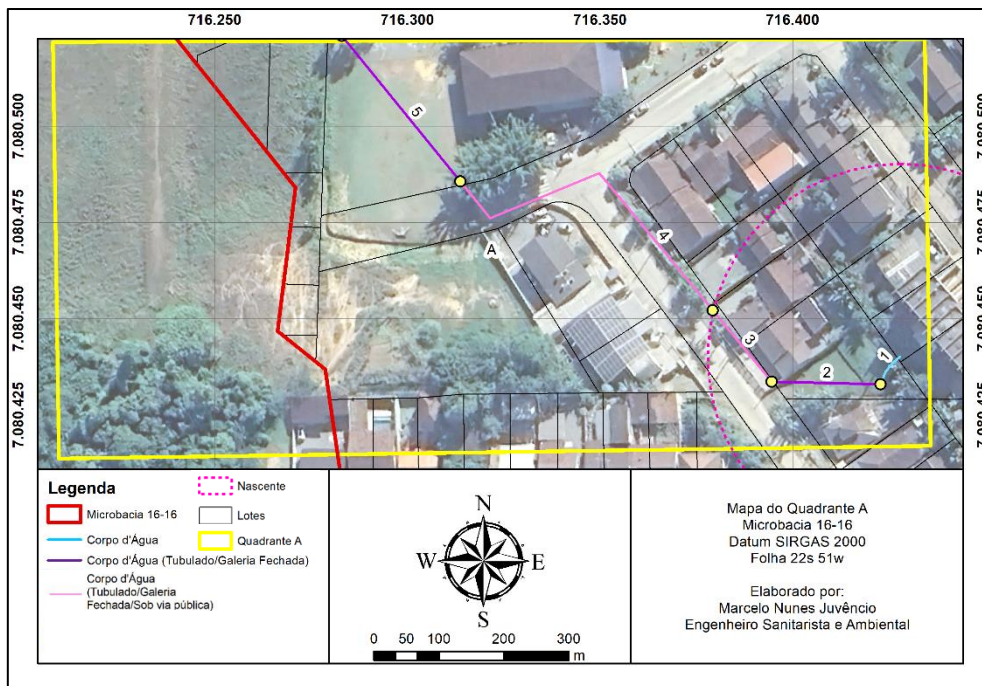 716.250 716.300 716.350 716.400
7.080.500 7.080.500
7.080.475 7.080.475
7.080.450 7.080.450
7.080.425 7.080.425
5
4
A
3
1
2
Legenda
Nascente
Microbacia 16-16
Lotes
Corpo d'Água
Quadrante A
Corpo d'Água (Tubulado/Galeria Fechada)
Corpo d'Água
(Tubulado/Galeria
Fechada/Sob via pública)
N
W E
S
0 50 100 200 300
m
Mapa do Quadrante A
Microbacia 16-16
Datum SIRGAS 2000
Folha 22s 51w
Elaborado por:
Marcelo Nunes Juvêncio
Engenheiro Sanitarista e Ambiental